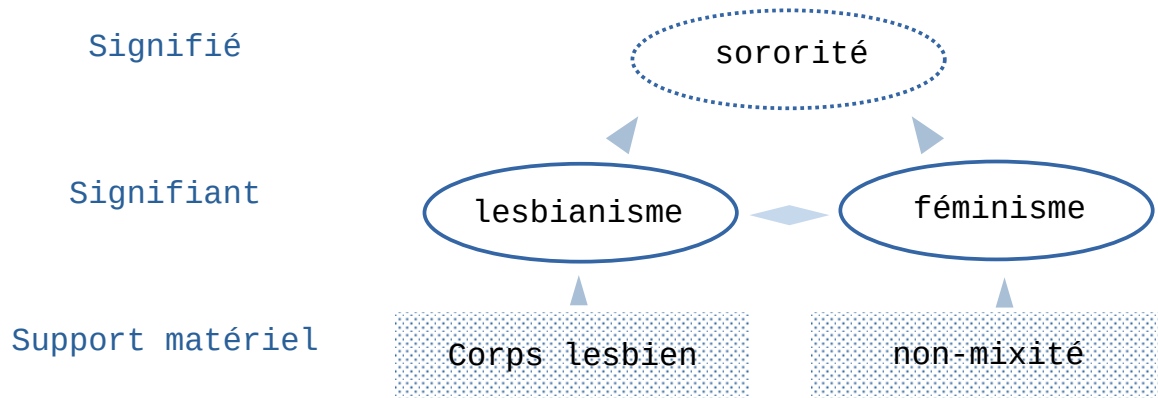 Signifié
sororité
Signifiant
lesbianisme
féminisme
Support matériel
Corps lesbien
non-mixité